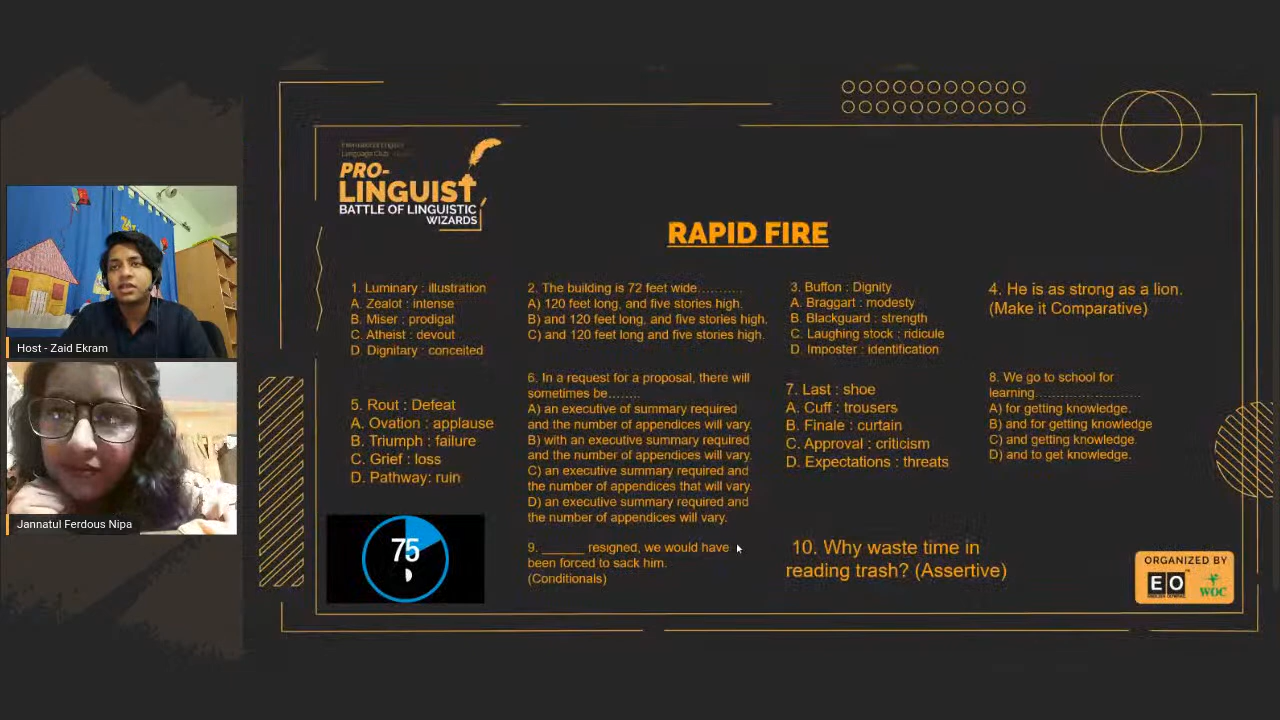 International English
Language Club
PRO-
LINGUIST
BATTLE OF LINGUISTIC
WIZARDS
RAPID FIRE
1. Luminary : illustration
A. Zealot : intense
B. Miser : prodigal
C. Atheist : devout
D. Dignitary : conceited
2. The building is 72 feet wide...........
A) 120 feet long, and five stories high.
B) and 120 feet long, and five stories high.
C) and 120 feet long and five stories high.
3. Buffon : Dignity
A. Braggart : modesty
B. Blackguard : strength
C. Laughing stock : ridicule
D. Imposter : identification
4. He is as strong as a lion.
(Make it Comparative)
5. Rout : Defeat
A. Ovation : applause
B. Triumph : failure
C. Grief : loss
D. Pathway: ruin
6. In a request for a proposal, there will
sometimes be........
A) an executive of summary required
and the number of appendices will vary.
B) with an executive summary required
and the number of appendices will vary.
C) an executive summary required and
the number of appendices that will vary.
D) an executive summary required and
the number of appendices will vary.
7. Last : shoe
A. Cuff : trousers
B. Finale : curtain
C. Approval : criticism
D. Expectations : threats
8. We go to school for
learning..........................
A) for getting knowledge.
B) and for getting knowledge
C) and getting knowledge.
D) and to get knowledge.
75
9. ______ resigned, we would have
been forced to sack him.
(Conditionals)
10. Why waste time in
reading trash? (Assertive)
ORGANIZED BY
EO
WOC
Host - Zaid Ekram
Jannatul Ferdous Nipa